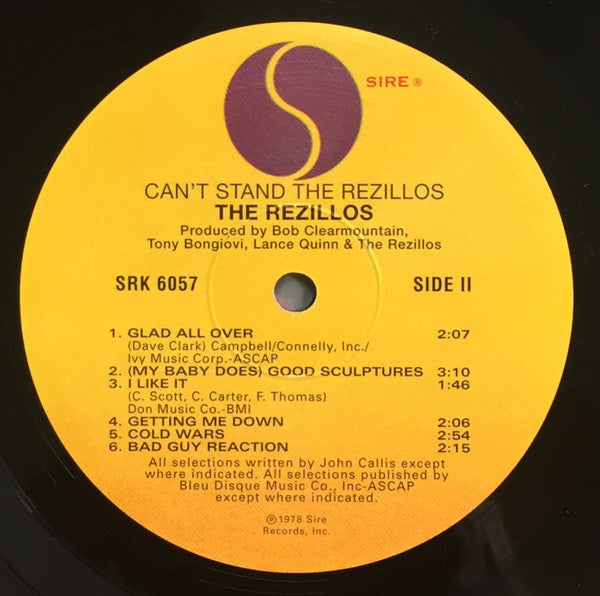 SIRE ®
CAN'T STAND THE REZILLOS
THE REZILLOS
Produced by Bob Clearmountain,
Tony Bongiovi, Lance Quinn & The Rezillos
SRK 6057 SIDE II
1. GLAD ALL OVER 2:07
(Dave Clark) Campbell/Connelly, Inc./
Ivy Music Corp.-ASCAP
2. (MY BABY DOES) GOOD SCULPTURES 3:10
3. I LIKE IT 1:46
(C. Scott, C. Carter, F. Thomas)
Don Music Co.-BMI
4. GETTING ME DOWN 2:06
5. COLD WARS 2:54
6. BAD GUY REACTION 2:15
All selections written by John Callis except
where indicated. All selections published by
Bleu Disque Music Co., Inc-ASCAP
except where indicated.
℗1978 Sire
Records, Inc.